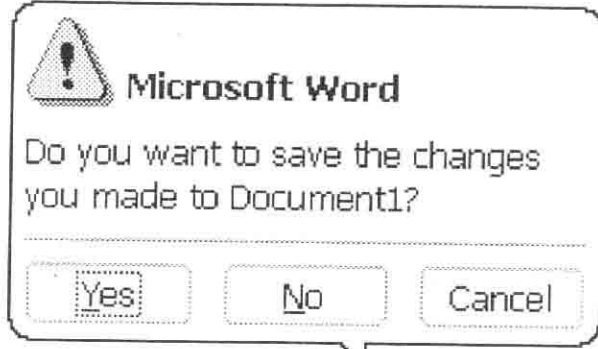 Microsoft Word
Do you want to save the changes
you made to Document1?
Yes
No
Cancel